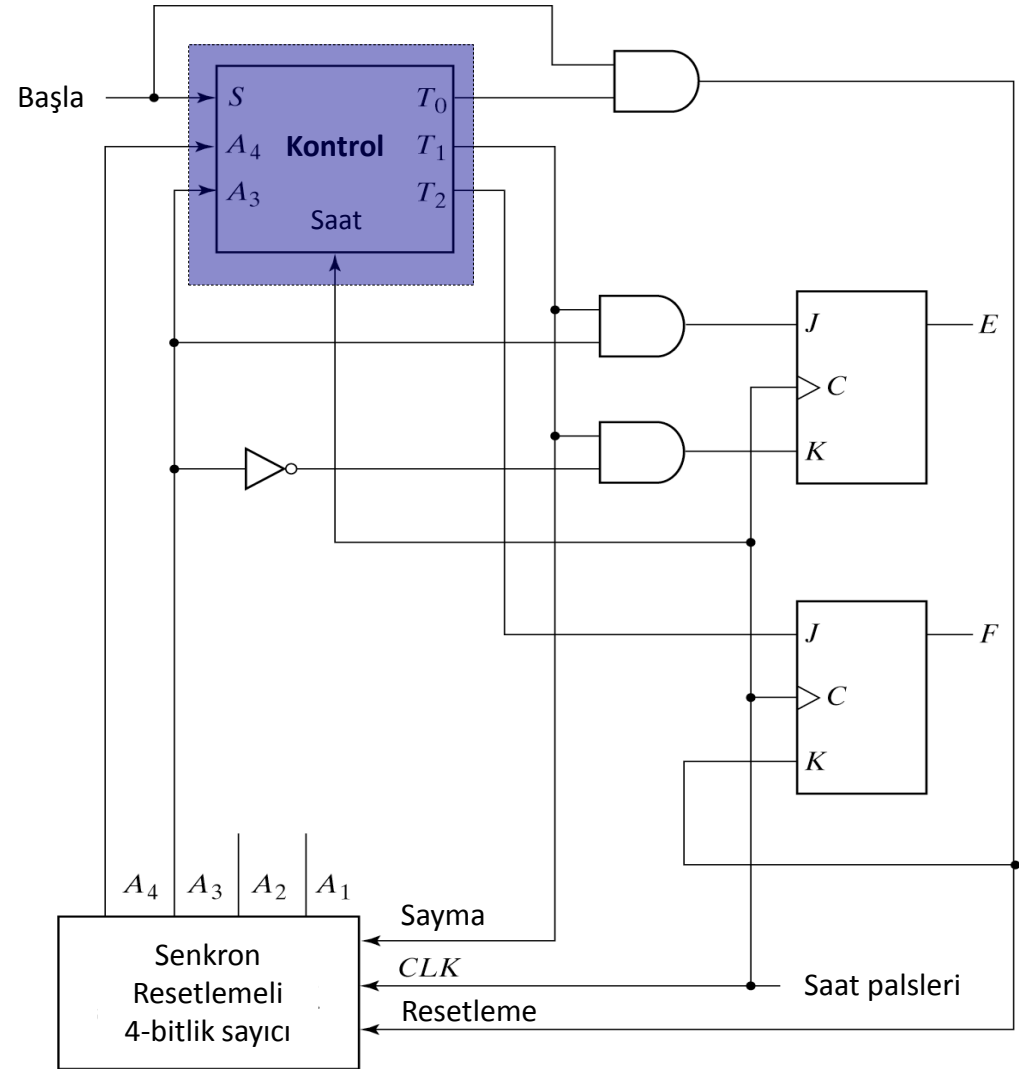 Başla
S
T0
A4
Kontrol
T1
A3
T2
Saat
J
E
C
K
J
F
C
K
A4
A3
A2
A1
Sayma
Senkron
Resetlemeli
4-bitlik sayıcı
CLK
Saat palsleri
Resetleme